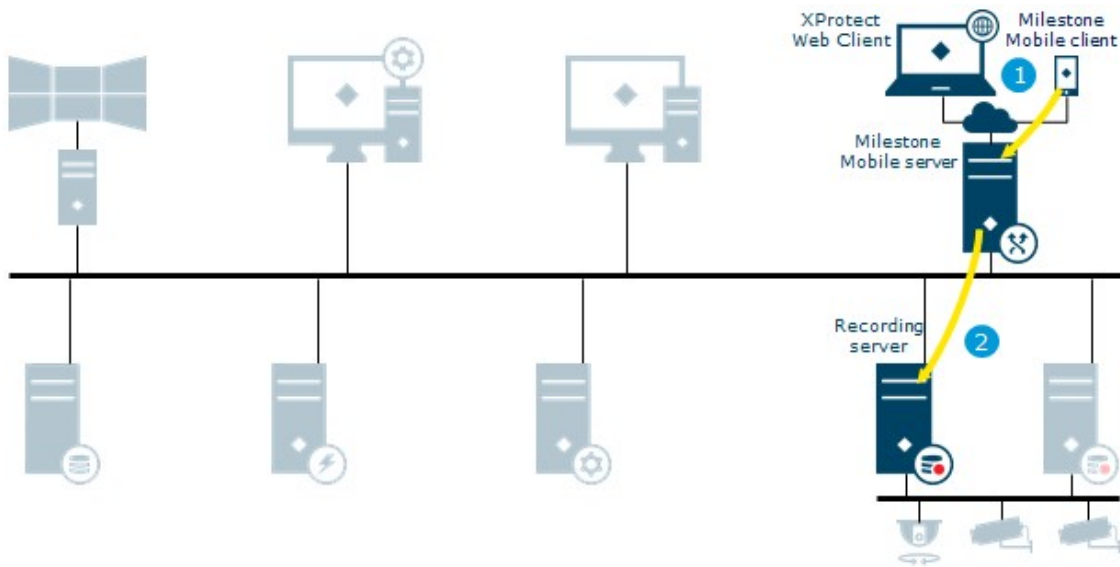 XProtect
Web Client
Milestone
Mobile client
1
Milestone
Mobile server
Recording
server
2